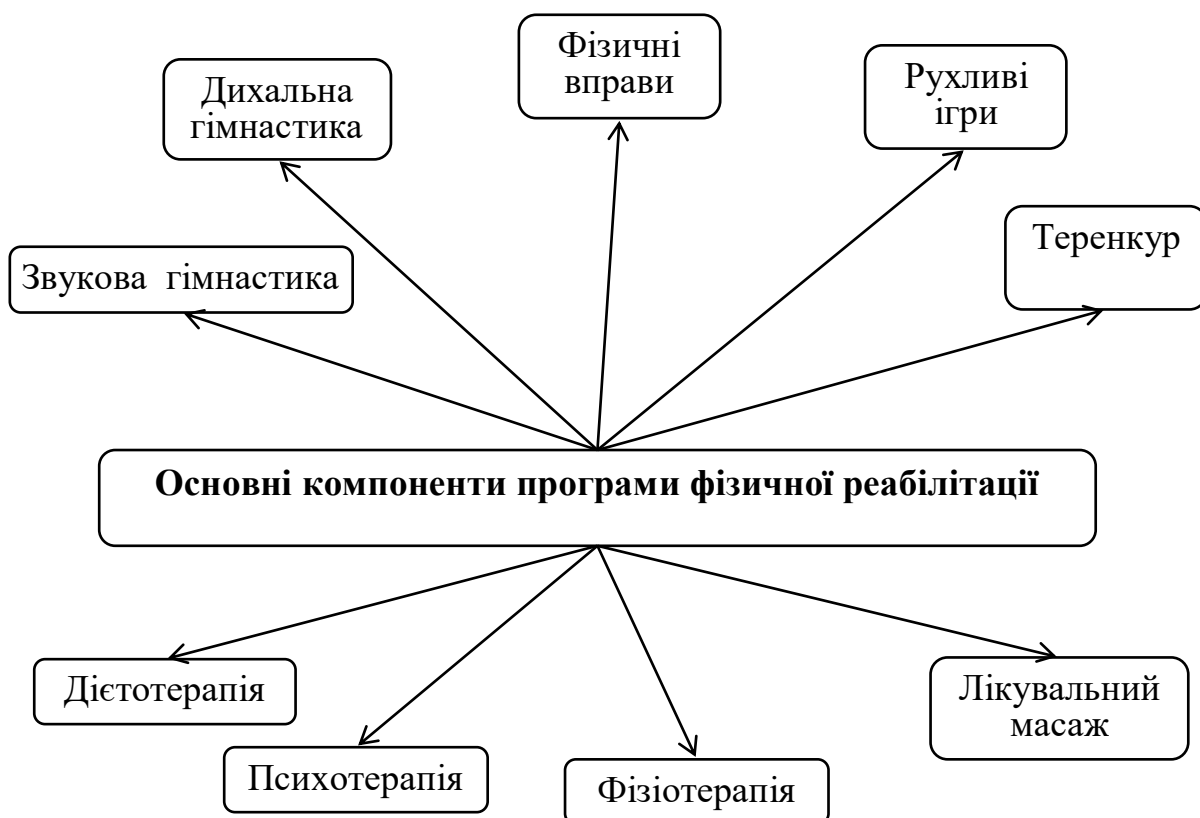 Фізичні
вправи
Дихальна
гімнастика
Рухливі
ігри
Звукова гімнастика
Теренкур
Основні компоненти програми фізичної реабілітації
Дієтотерапія
Лікувальний
масаж
Психотерапія
Фізіотерапія